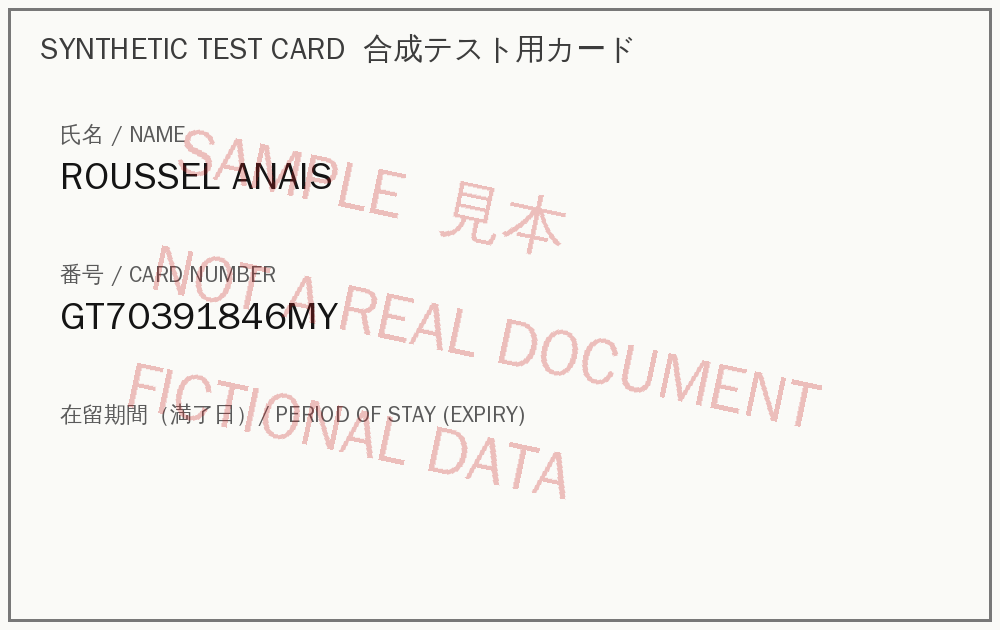 SYNTHETIC TEST CARD 合成テスト用カード
氏名 / NAME
ROUSSEL ANAIS
SAMPLE 見本
番号 / CARD NUMBER
GT70391846MY
NOT A REAL DOCUMENT
在留期間（満了日）/ PERIOD OF STAY (EXPIRY)
FICTIONAL DATA